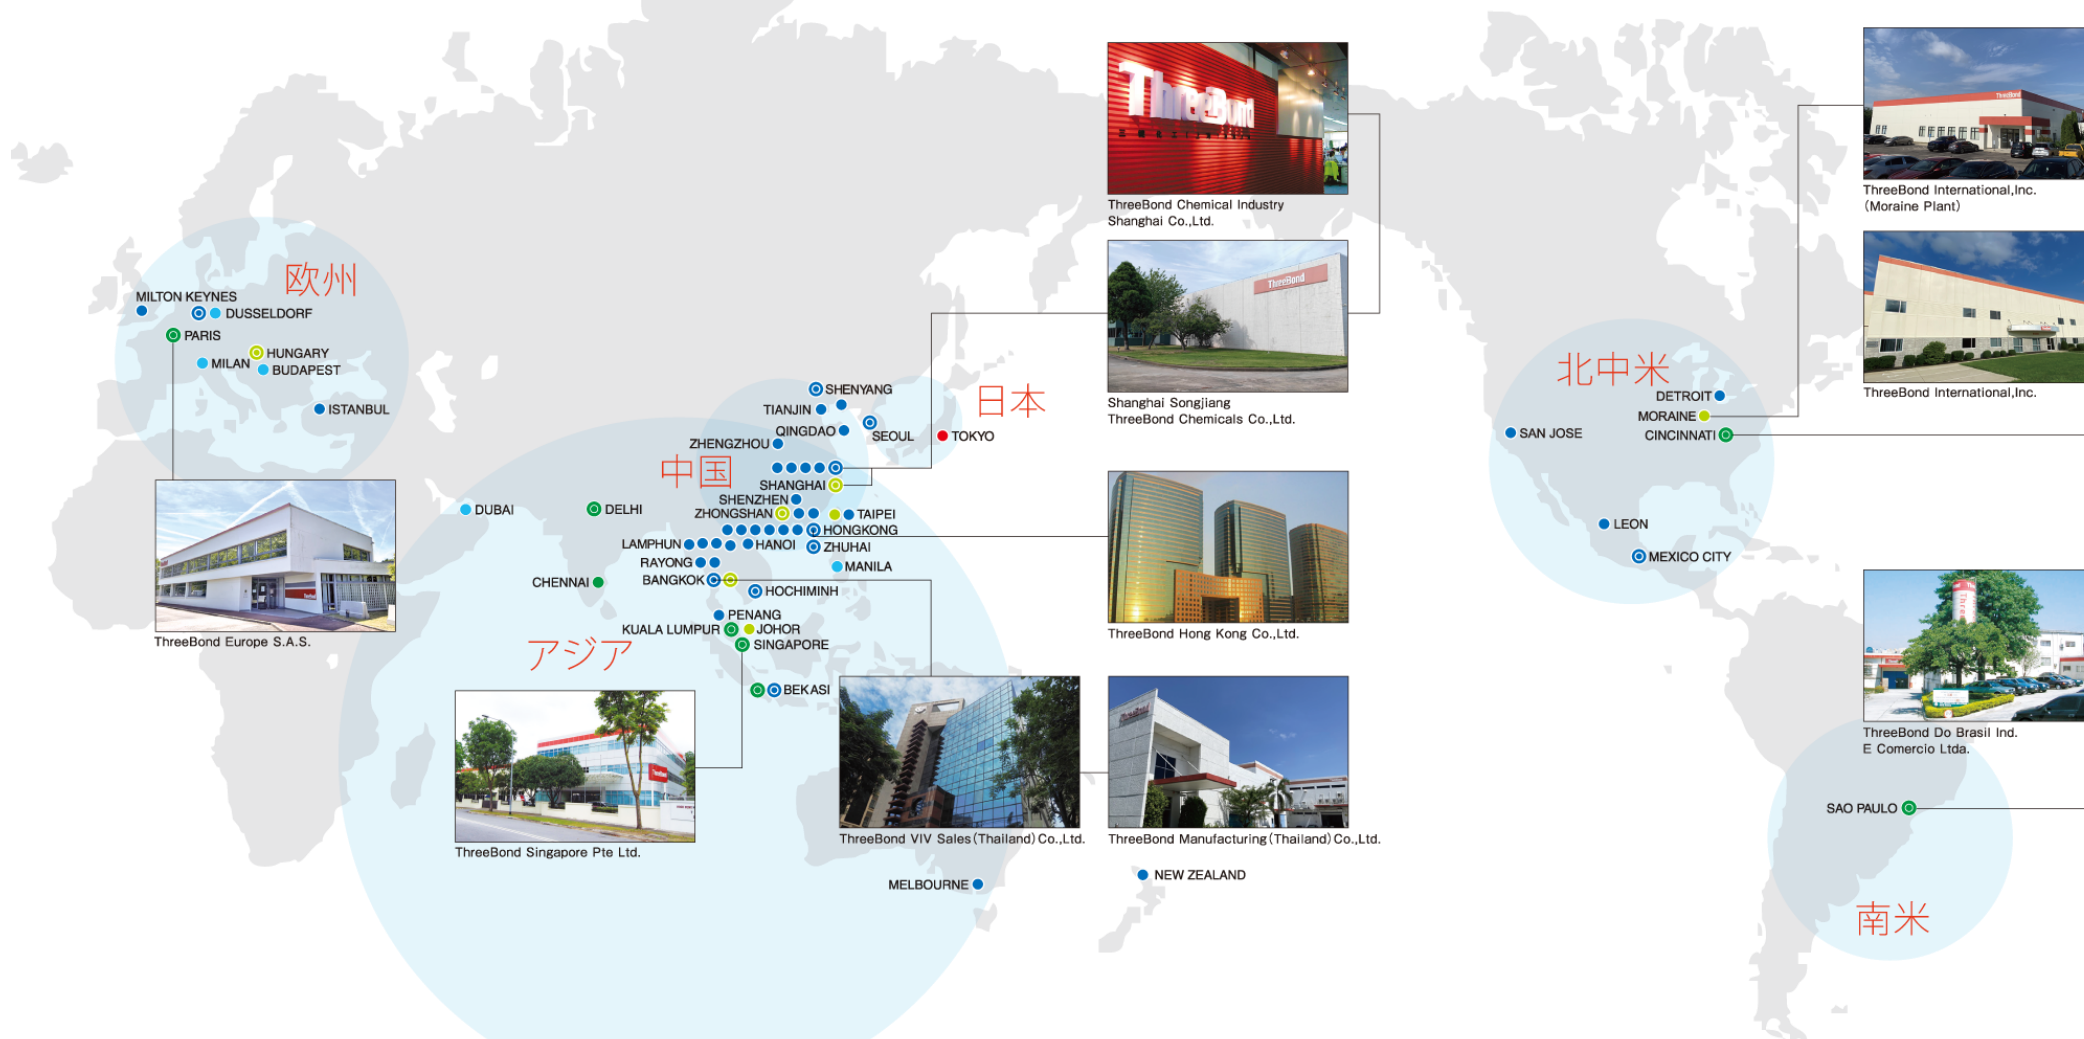 欧州
MILTON KEYNES
DUSSELDORF
PARIS
HUNGARY
MILAN
BUDAPEST
ISTANBUL
ThreeBond Europe S.A.S.
日本
TOKYO
中国
SHENYANG
TIANJIN
QINGDAO
SEOUL
ZHENGZHOU
SHANGHAI
SHENZHEN
ZHONGSHAN
TAIPEI
HONGKONG
LAMPHUN
HANOI
ZHUHAI
RAYONG
MANILA
BANGKOK
HOCHIMINH
PENANG
KUALA LUMPUR
JOHOR
SINGAPORE
BEKASI
DUBAI
DELHI
CHENNAI
アジア
ThreeBond
ThreeBond Singapore Pte Ltd.
ThreeBond VIV Sales(Thailand)Co.,Ltd.
ThreeBond
ThreeBond Manufacturing(Thailand)Co.,Ltd.
MELBOURNE
NEW ZEALAND
ThreeBond
ThreeBond Chemical Industry
Shanghai Co.,Ltd.
ThreeBond
Shanghai Songjiang
ThreeBond Chemicals Co.,Ltd.
ThreeBond Hong Kong Co.,Ltd.
ThreeBond
ThreeBond International,Inc.
(Moraine Plant)
ThreeBond International,Inc.
北中米
DETROIT
MORAINE
CINCINNATI
SAN JOSE
LEON
MEXICO CITY
ThreeBond Do Brasil Ind.
E Comercio Ltda.
SAO PAULO
南米